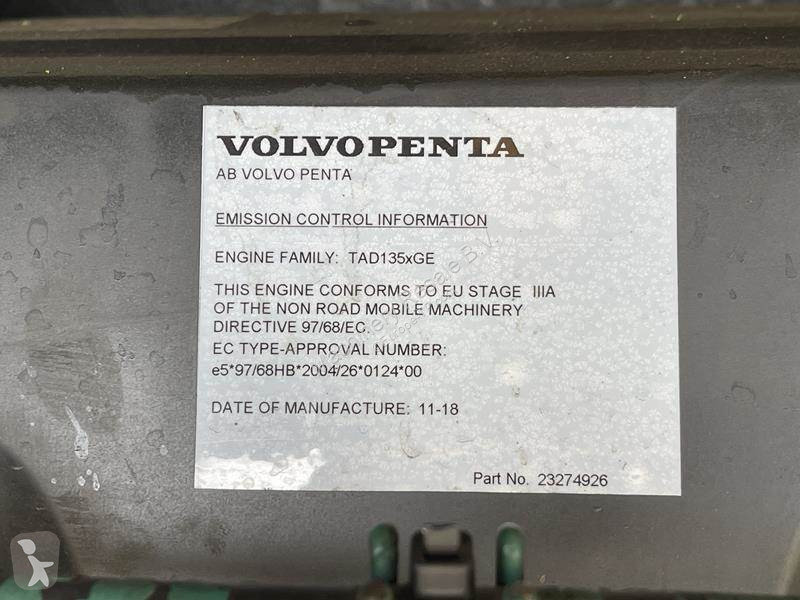 VOLVO PENTA
AB VOLVO PENTA
EMISSION CONTROL INFORMATION
ENGINE FAMILY: TAD135xGE
THIS ENGINE CONFORMS TO EU STAGE IIIA
OF THE NON ROAD MOBILE MACHINERY
DIRECTIVE 97/68/EC.
EC TYPE-APPROVAL NUMBER:
e5*97/68HB*2004/26*0124*00
DATE OF MANUFACTURE: 11-18
Part No. 23274926